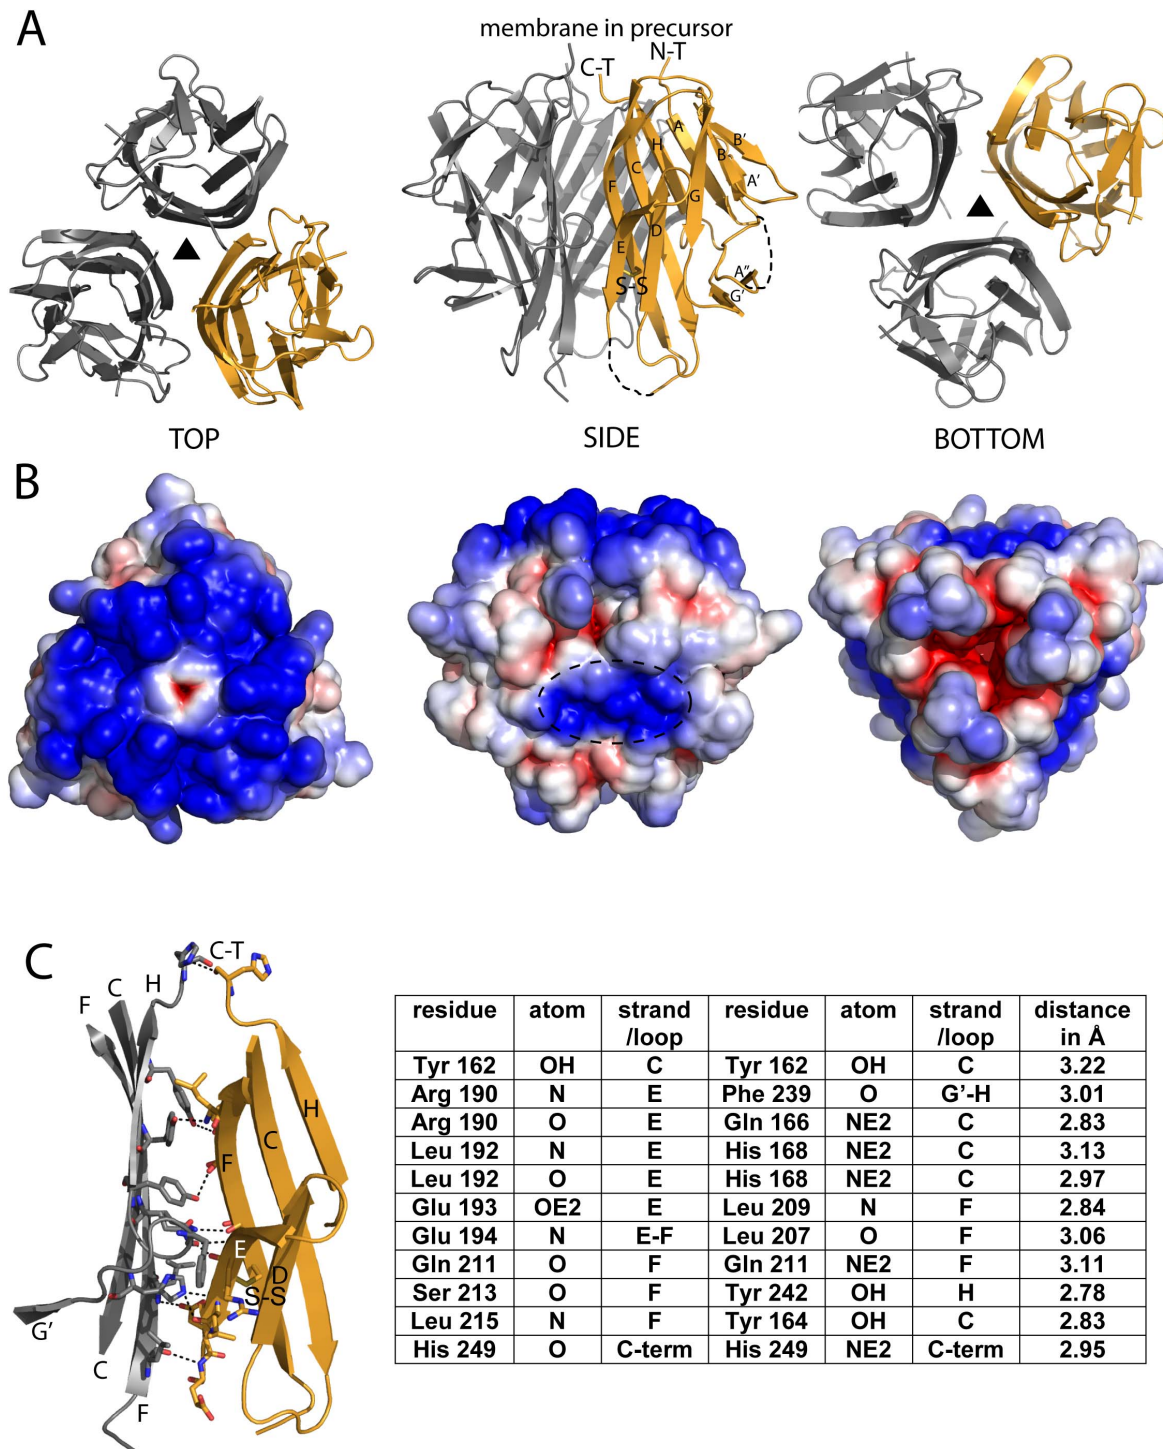 A
membrane in precursor
C-T
N-T
A
B'
H
B
C
A'
F
G
D
E
A"
S-S
G'
TOP
SIDE
BOTTOM
B
C
C-T
H
C
F
H
C
F
E
D
S-S
G'
C
F
residue atom strand /loop residue atom strand /loop distance in Å
Tyr 162 OH C Tyr 162 OH C 3.22
Arg 190 N E Phe 239 O G'-H 3.01
Arg 190 O E Gln 166 NE2 C 2.83
Leu 192 N E His 168 NE2 C 3.13
Leu 192 O E His 168 NE2 C 2.97
Glu 193 OE2 E Leu 209 N F 2.84
Glu 194 N E-F Leu 207 O F 3.06
Gln 211 O F Gln 211 NE2 F 3.11
Ser 213 O F Tyr 242 OH H 2.78
Leu 215 N F Tyr 164 OH C 2.83
His 249 O C-term His 249 NE2 C-term 2.95